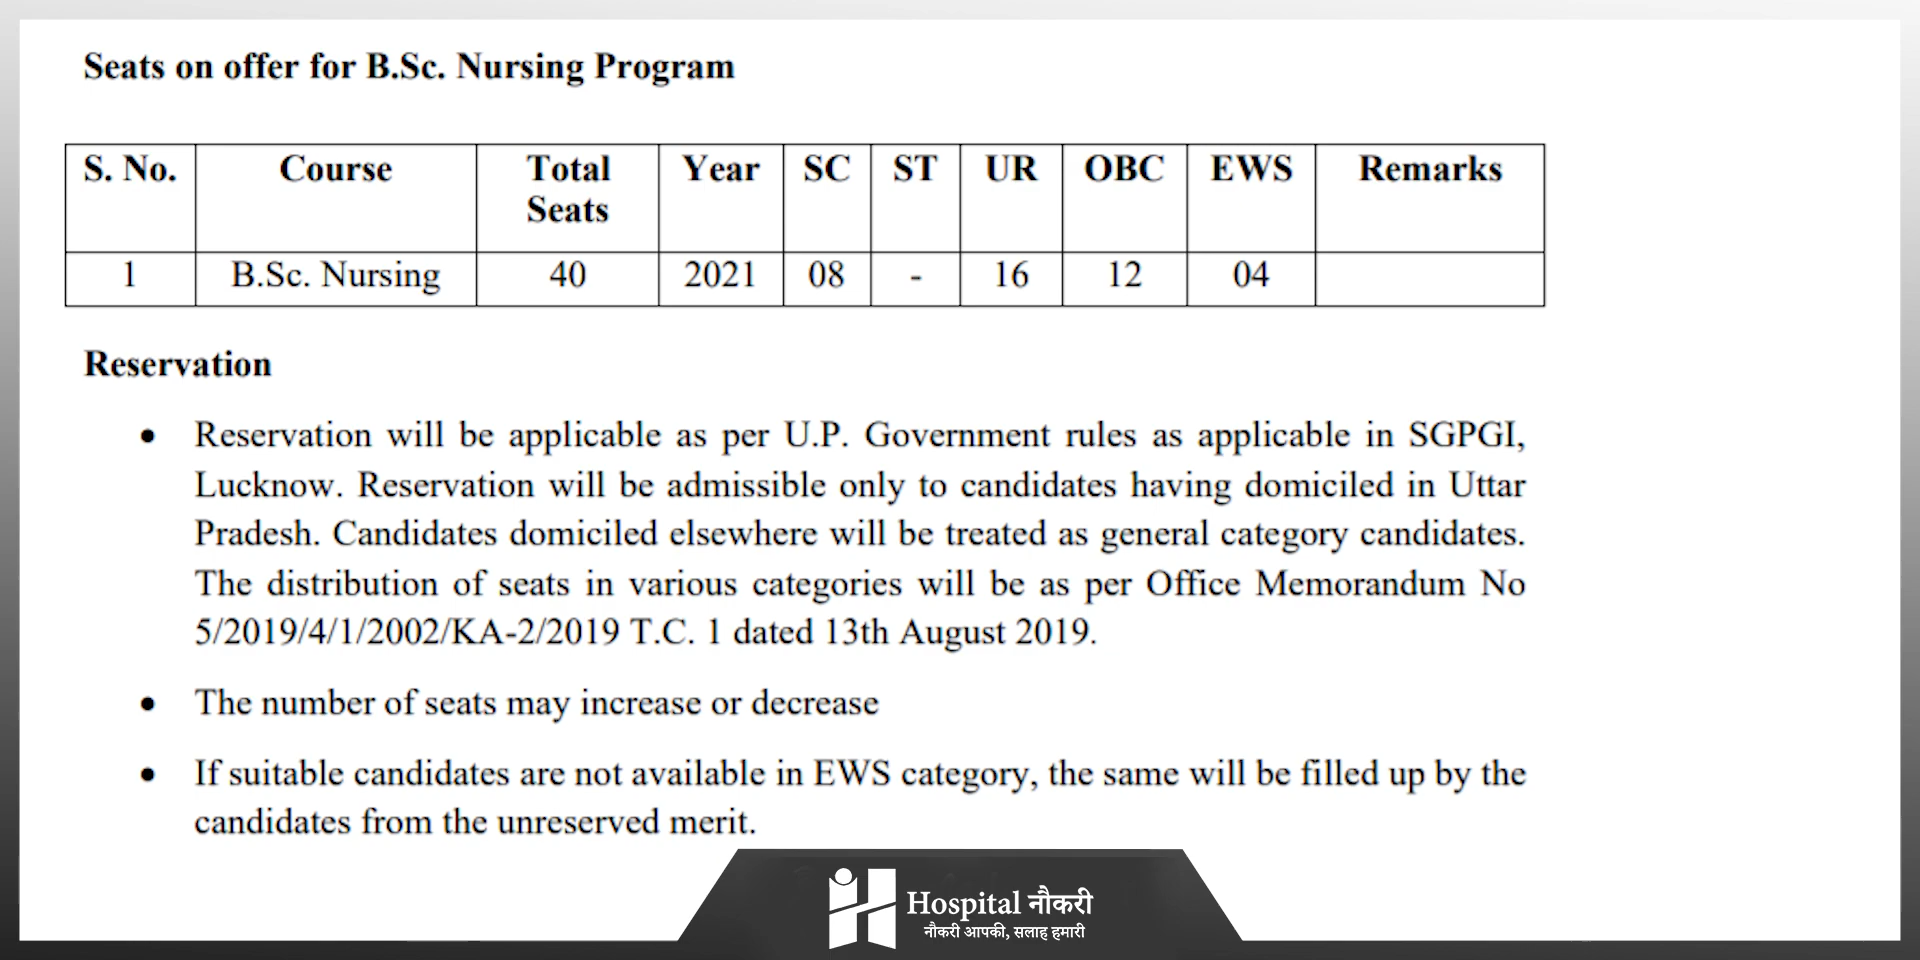 Seats on offer for B.Sc. Nursing Program
S. No. Course Total Seats Year SC ST UR OBC EWS Remarks
1 B.Sc. Nursing 40 2021 08 - 16 12 04
Reservation
• Reservation will be applicable as per U.P. Government rules as applicable in SGPGI,
Lucknow. Reservation will be admissible only to candidates having domiciled in Uttar
Pradesh. Candidates domiciled elsewhere will be treated as general category candidates.
The distribution of seats in various categories will be as per Office Memorandum No
5/2019/4/1/2002/KA-2/2019 T.C. 1 dated 13th August 2019.
• The number of seats may increase or decrease
• If suitable candidates are not available in EWS category, the same will be filled up by the
candidates from the unreserved merit.
Hospital नौकरी
नौकरी आपकी, सलाह हमारी